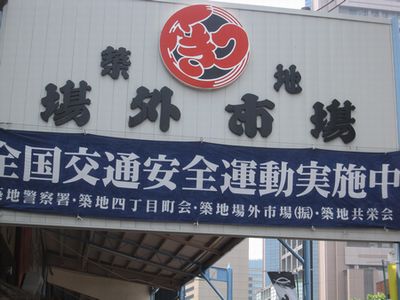 築地
場外市場
全国交通安全運動実施中
築地警察署・築地四丁目町会・築地場外市場(振)・築地共栄会